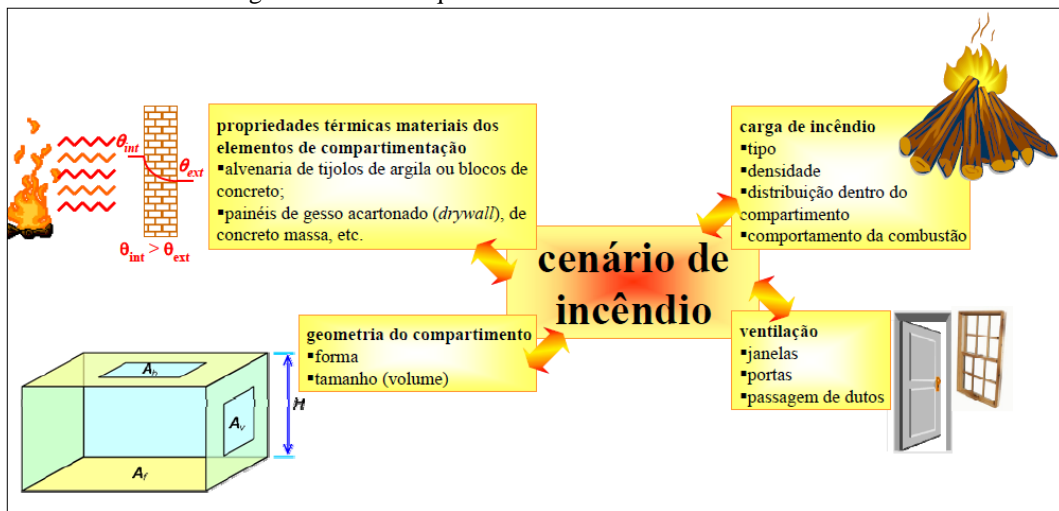 propriedades térmicas materiais dos
elementos de compartimentação
▪alvenaria de tijolos de argila ou blocos de
concreto;
▪painéis de gesso acartonado (drywall), de
concreto massa, etc.
θint
θext
θint > θext
carga de incêndio
▪tipo
▪densidade
▪distribuição dentro do
compartimento
▪comportamento da combustão
cenário de
incêndio
geometria do compartimento
▪forma
▪tamanho (volume)
ventilação
▪janelas
▪portas
▪passagem de dutos
Ah
H
Av
Af